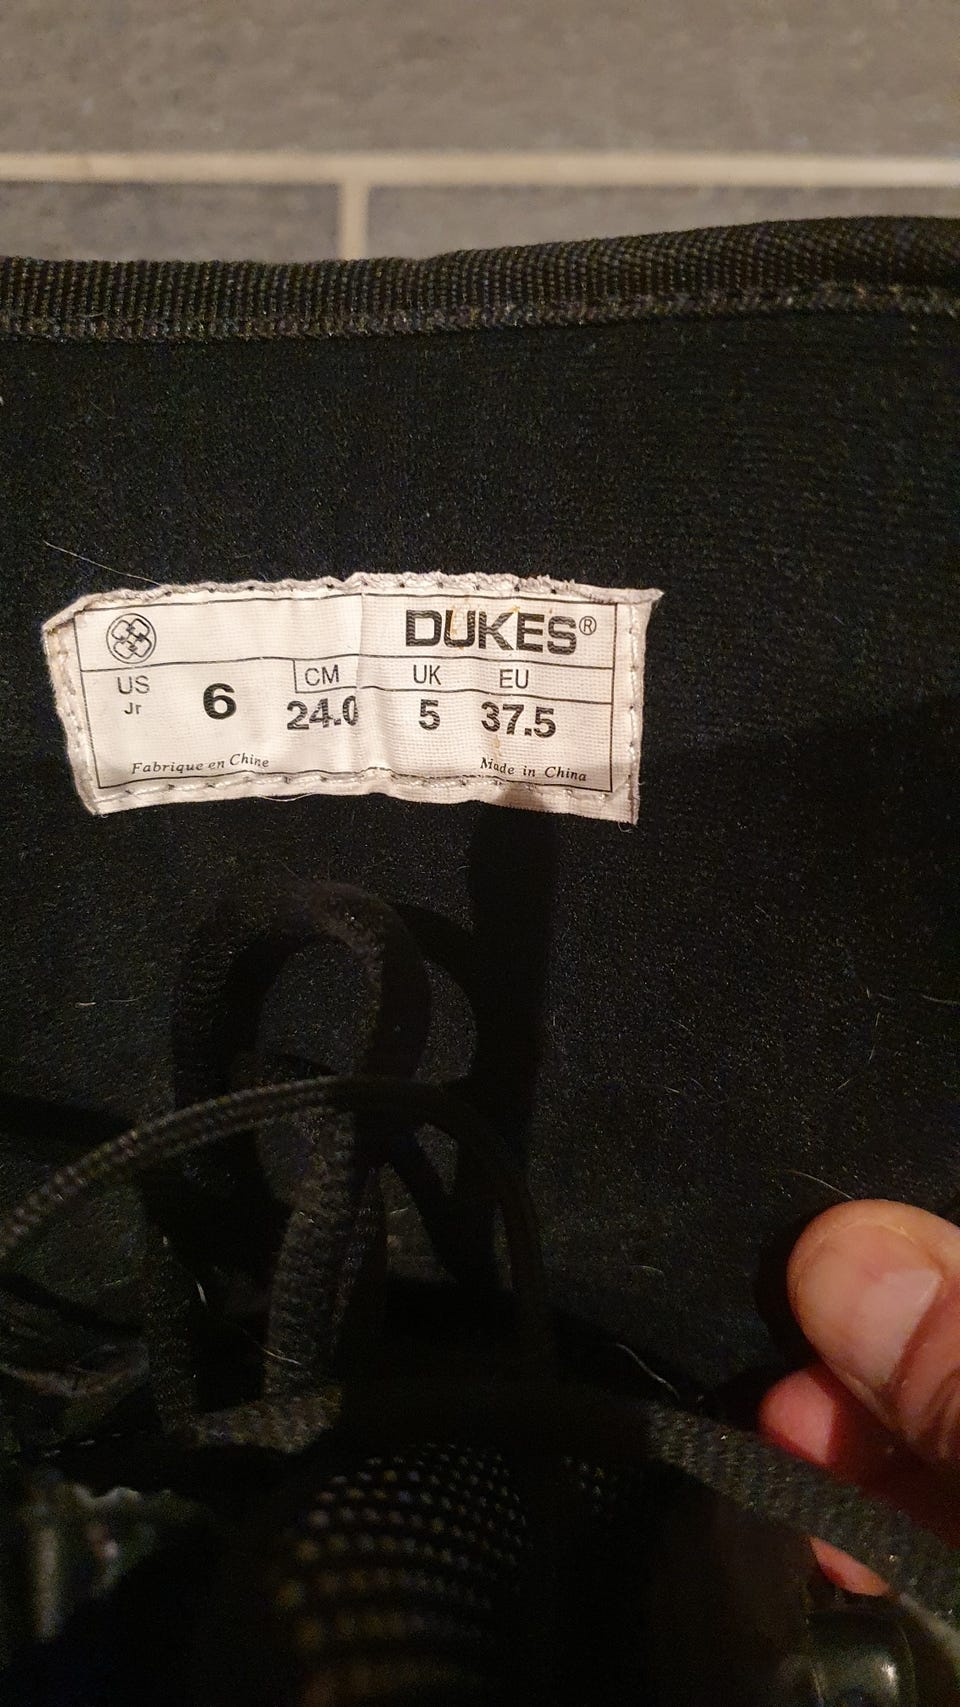 DUKES®
US CM UK EU
Jr 6 24.0 5 37.5
Fabrique en Chine Made in China